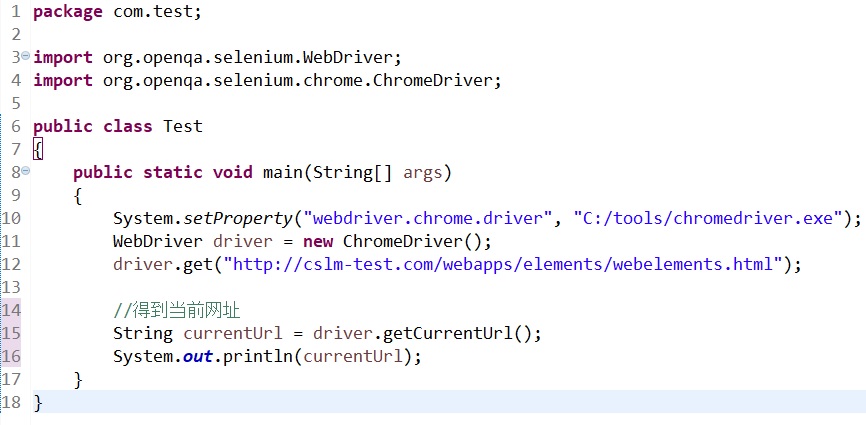 1 package com.test;
2
3 import org.openqa.selenium.WebDriver;
4 import org.openqa.selenium.chrome.ChromeDriver;
5
6 public class Test
7 {
8     public static void main(String[] args)
9     {
10         System.setProperty("webdriver.chrome.driver", "C:/tools/chromedriver.exe");
11         WebDriver driver = new ChromeDriver();
12         driver.get("http://cslm-test.com/webapps/elements/webelements.html");
13
14         //得到当前网址
15         String currentUrl = driver.getCurrentUrl();
16         System.out.println(currentUrl);
17     }
18 }